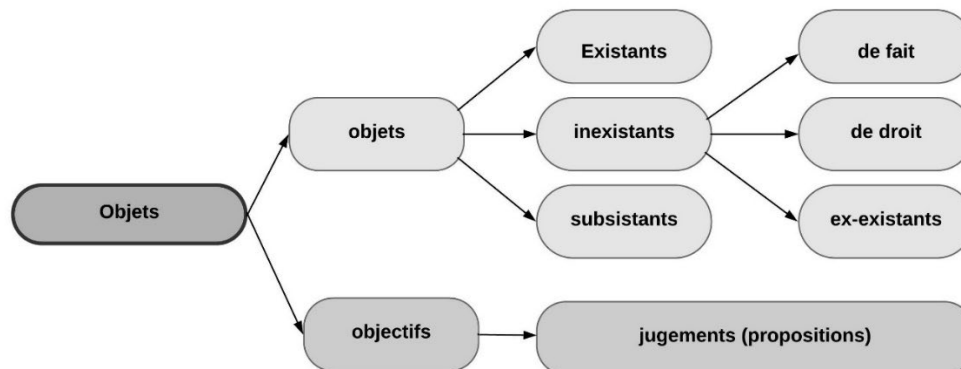 Existants
de fait
objets
inexistants
de droit
Objets
subsistants
ex-existants
objectifs
jugements (propositions)